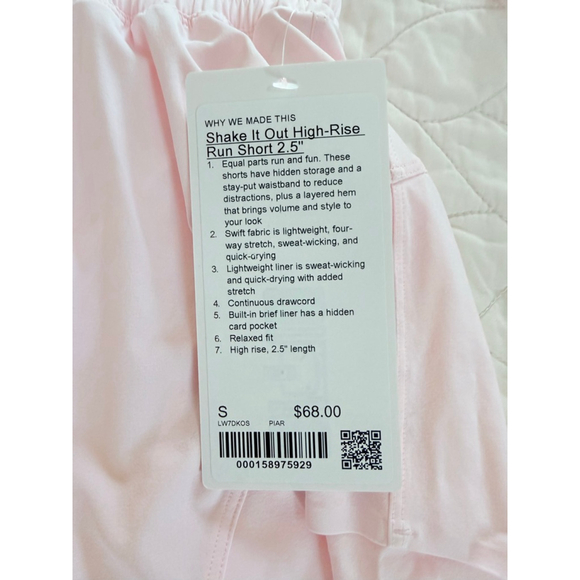 WHY WE MADE THIS
Shake It Out High-Rise
Run Short 2.5"
1. Equal parts run and fun. These
shorts have hidden storage and a
stay-put waistband to reduce
distractions, plus a layered hem
that brings volume and style to
your look
2. Swift fabric is lightweight, four-
way stretch, sweat-wicking, and
quick-drying
3. Lightweight liner is sweat-wicking
and quick-drying with added
stretch
4. Continuous drawcord
5. Built-in brief liner has a hidden
card pocket
6. Relaxed fit
7. High rise, 2.5" length
S $68.00
LW7DKOS PIAR
000158975929